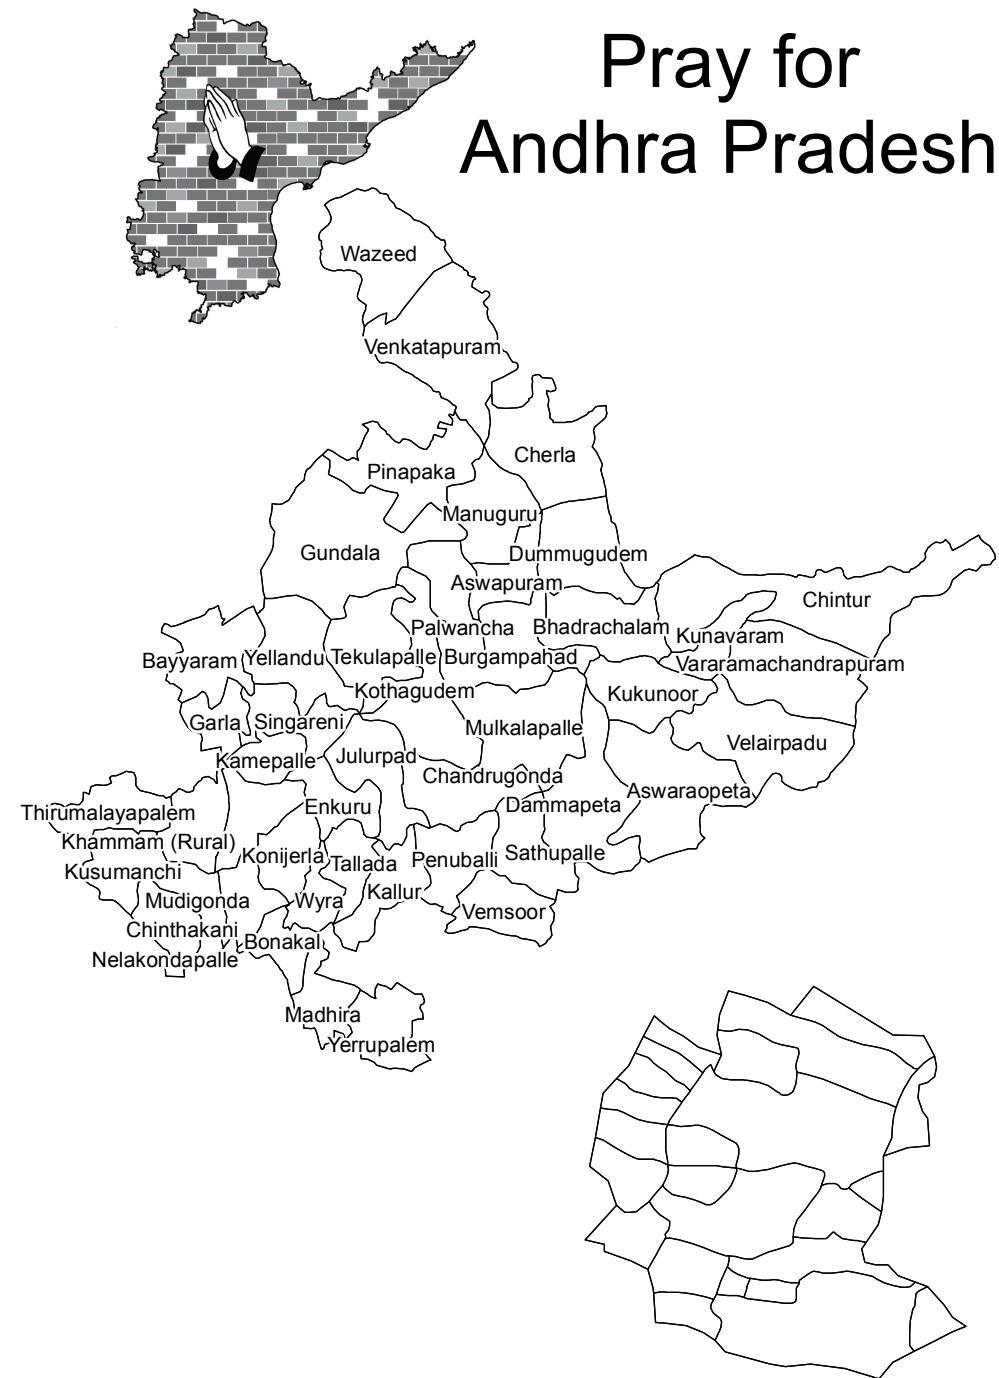 Pray for
Andhra Pradesh
Wazeed
Venkatapuram
Cherla
Pinapaka
Manuguru
Gundala
Dummugudem
Aswapuram
Chintur
Palwancha
Bhadrachalam
Kunavaram
Bayyaram
Yellandu
Tekulapalle
Burgampahad
Vararamachandrapuram
Kothagudem
Kukunoor
Garla
Singareni
Mulkalapalle
Velairpadu
Kamepalle
Julurpad
Chandrugonda
Aswaraopeta
Thirumalayapalem
Enkuru
Dammapeta
Khammam (Rural)
Konijerla
Tallada
Penuballi
Sathupalle
Kusumanchi
Kallur
Mudigonda
Wyra
Vemsoor
Chinthakani
Bonakal
Nelakondapalle
Madhira
Yerrupalem